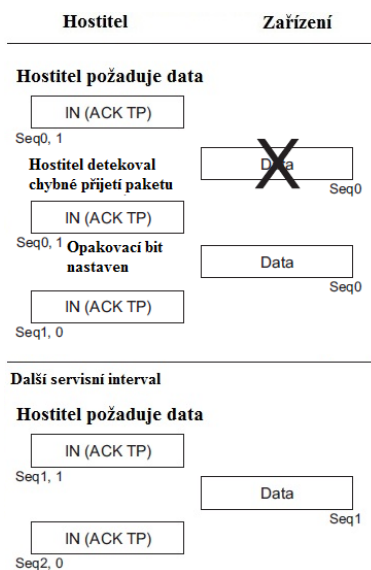 Hostitel Zařízení
Hostitel požaduje data
IN (ACK TP)
Seq0, 1
Data
Seq0
Hostitel detekoval
chybné přijetí paketu
IN (ACK TP)
Seq0, 1
Opakovací bit
nastaven
Data
Seq0
IN (ACK TP)
Seq1, 0
Další servisní interval
Hostitel požaduje data
IN (ACK TP)
Seq1, 1
Data
Seq1
IN (ACK TP)
Seq2, 0